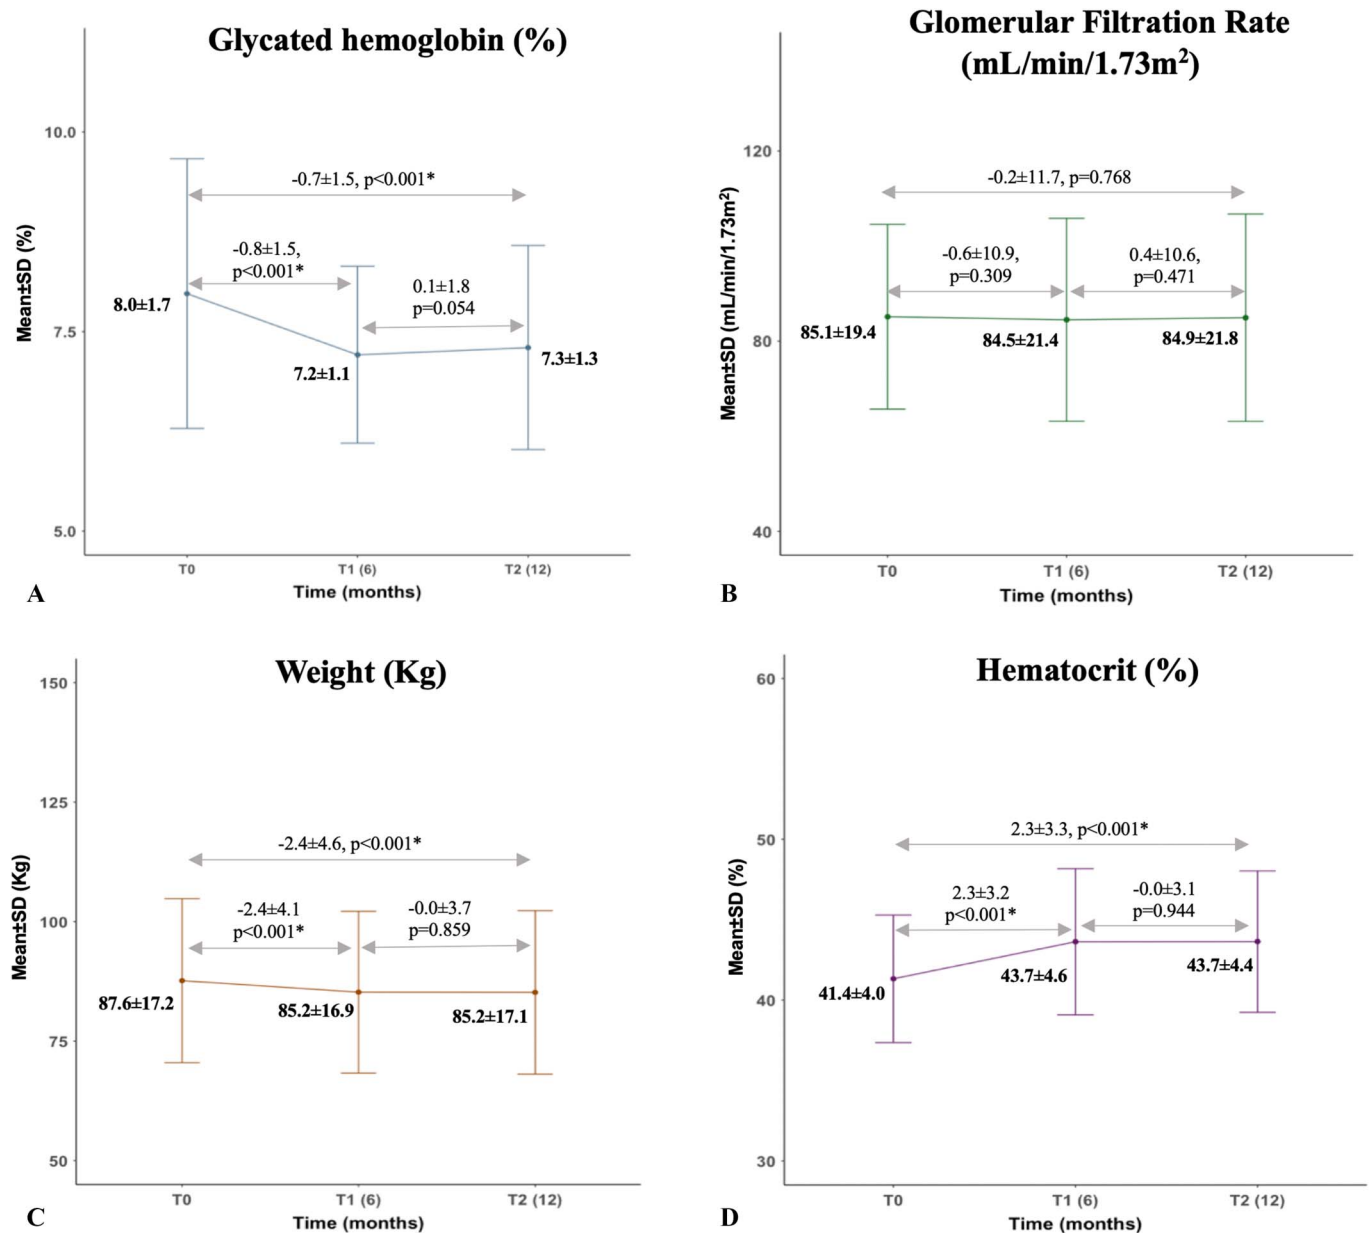 Glycated hemoglobin (%)
Mean±SD (%)
10.0
7.5
5.0
-0.7±1.5, p<0.001*
-0.8±1.5,
p<0.001*
0.1±1.8
p=0.054
8.0±1.7
7.2±1.1
7.3±1.3
T0
T1 (6)
T2 (12)
Time (months)
A
Glomerular Filtration Rate
(mL/min/1.73m²)
Mean±SD (mL/min/1.73m²)
120
80
40
-0.2±11.7, p=0.768
-0.6±10.9,
p=0.309
0.4±10.6,
p=0.471
85.1±19.4
84.5±21.4
84.9±21.8
T0
T1 (6)
T2 (12)
Time (months)
B
Weight (Kg)
Mean±SD (Kg)
150
125
100
75
50
-2.4±4.6, p<0.001*
-2.4±4.1
p<0.001*
-0.0±3.7
p=0.859
87.6±17.2
85.2±16.9
85.2±17.1
T0
T1 (6)
T2 (12)
Time (months)
C
Hematocrit (%)
Mean±SD (%)
60
50
40
30
2.3±3.3, p<0.001*
2.3±3.2
p<0.001*
-0.0±3.1
p=0.944
41.4±4.0
43.7±4.6
43.7±4.4
T0
T1 (6)
T2 (12)
Time (months)
D